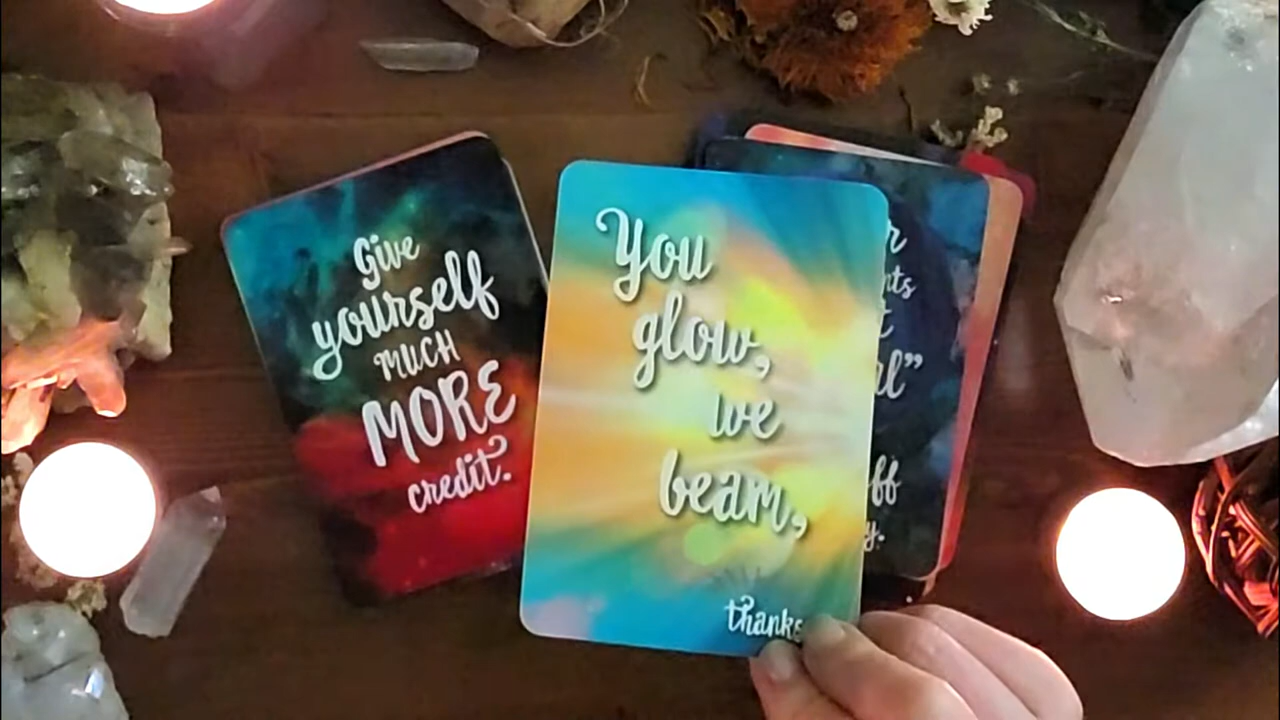 Give
yourself
MUCH
MORE
credit.
You
glow,
we
beam,
thanks